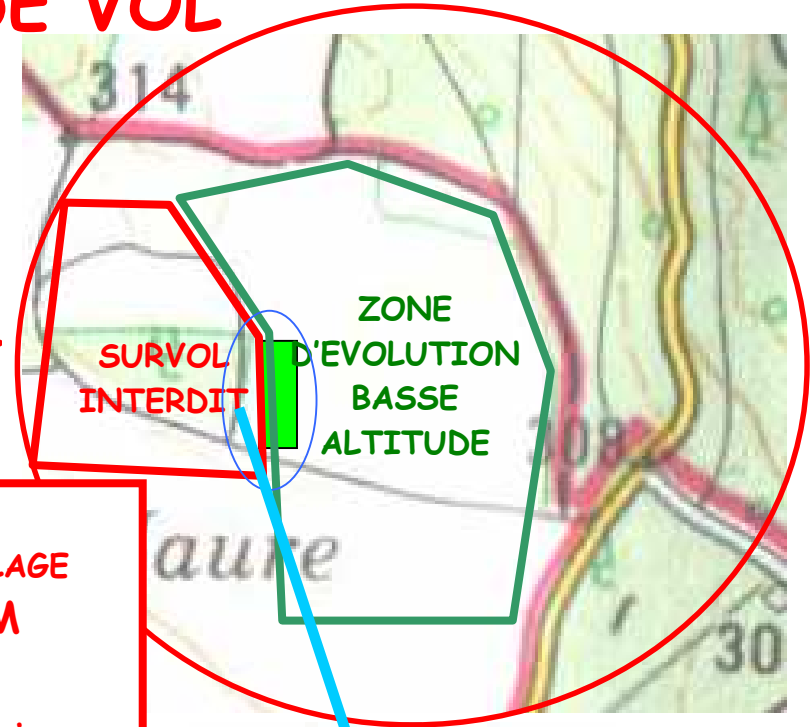 DE VOL
314
ZONE
D'EVOLUTION
BASSE
ALTITUDE
SURVOL
INTERDIT
308
aure
LAGE
M
30